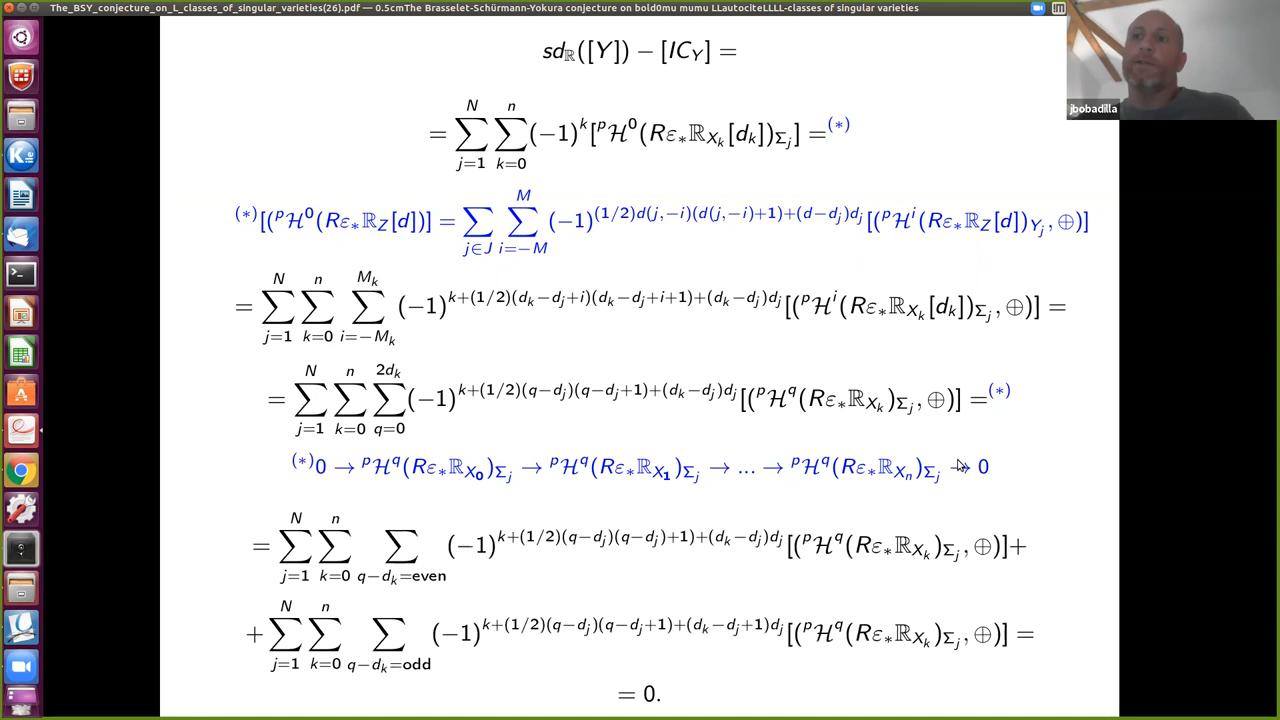 The_BSY_conjecture_on_L_classes_of_singular_varieties(26).pdf — 0.5cmThe Brasselet-Schürmann-Yokura conjecture on bold0mu mumu LLautociteLLLL-classes of singular varieties
jbobadilla
sd_ℝ([Y]) − [IC_Y] =
= ∑_{j=1}^{N} ∑_{k=0}^{n} (−1)^k [^pℋ^0(Rε_*ℝ_{X_k}[d_k])_{Σ_j}] =^{(*)}
^{(*)}[(^pℋ^0(Rε_*ℝ_Z[d])] = ∑_{j∈J} ∑_{i=−M}^{M} (−1)^{(1/2)d(j,−i)(d(j,−i)+1)+(d−d_j)d_j} [(^pℋ^i(Rε_*ℝ_Z[d])_{Y_j}, ⊕)]
= ∑_{j=1}^{N} ∑_{k=0}^{n} ∑_{i=−M_k}^{M_k} (−1)^{k+(1/2)(d_k−d_j+i)(d_k−d_j+i+1)+(d_k−d_j)d_j} [(^pℋ^i(Rε_*ℝ_{X_k}[d_k])_{Σ_j}, ⊕)] =
= ∑_{j=1}^{N} ∑_{k=0}^{n} ∑_{q=0}^{2d_k} (−1)^{k+(1/2)(q−d_j)(q−d_j+1)+(d_k−d_j)d_j} [(^pℋ^q(Rε_*ℝ_{X_k})_{Σ_j}, ⊕)] =^{(*)}
^{(*)}0 → ^pℋ^q(Rε_*ℝ_{X_0})_{Σ_j} → ^pℋ^q(Rε_*ℝ_{X_1})_{Σ_j} → ... → ^pℋ^q(Rε_*ℝ_{X_n})_{Σ_j} → 0
= ∑_{j=1}^{N} ∑_{k=0}^{n} ∑_{q−d_k=even} (−1)^{k+(1/2)(q−d_j)(q−d_j)+1)+(d_k−d_j)d_j} [(^pℋ^q(Rε_*ℝ_{X_k})_{Σ_j}, ⊕)]+
+ ∑_{j=1}^{N} ∑_{k=0}^{n} ∑_{q−d_k=odd} (−1)^{k+(1/2)(q−d_j)(q−d_j+1)+(d_k−d_j+1)d_j} [(^pℋ^q(Rε_*ℝ_{X_k})_{Σ_j}, ⊕)] =
= 0.